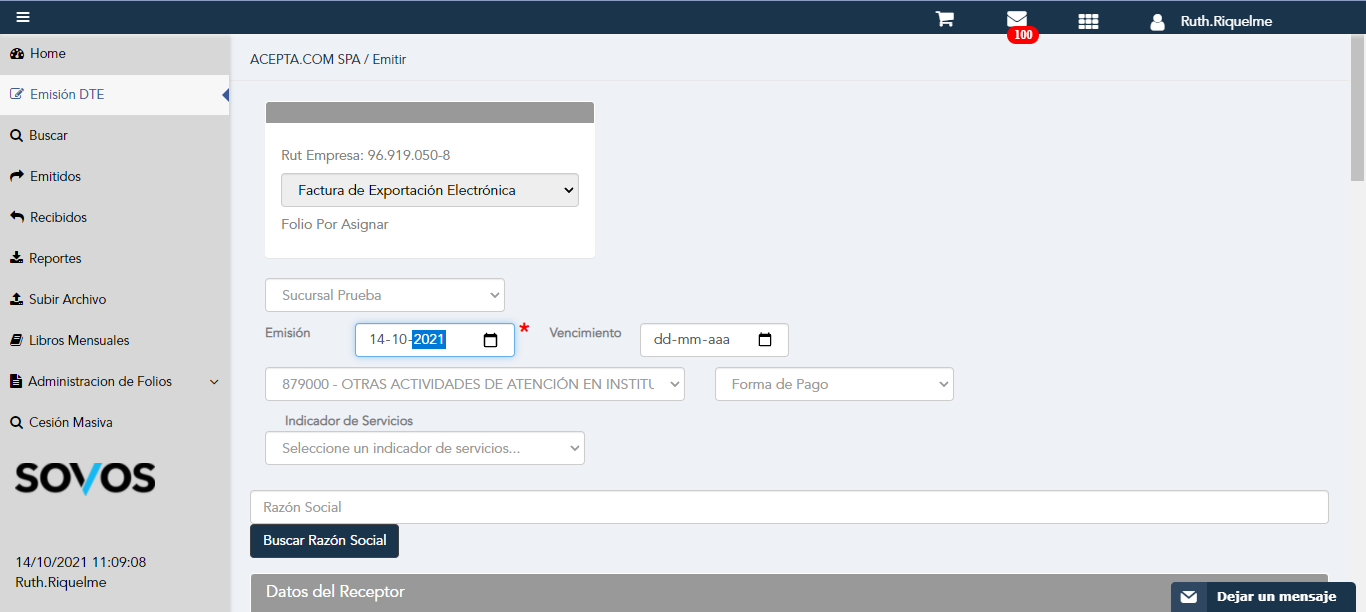 Ruth.Riquelme
100
Home
Emisión DTE
Buscar
Emitidos
Recibidos
Reportes
Subir Archivo
Libros Mensuales
Administracion de Folios
Cesión Masiva
SOVOS
14/10/2021 11:09:08
Ruth.Riquelme
ACEPTA.COM SPA / Emitir
Rut Empresa: 96.919.050-8
Factura de Exportación Electrónica
Folio Por Asignar
Sucursal Prueba
Emisión 14-10-2021 * Vencimiento dd-mm-aaa
879000 - OTRAS ACTIVIDADES DE ATENCIÓN EN INSTITU Forma de Pago
Indicador de Servicios
Seleccione un indicador de servicios...
Razón Social
Buscar Razón Social
Datos del Receptor
Dejar un mensaje